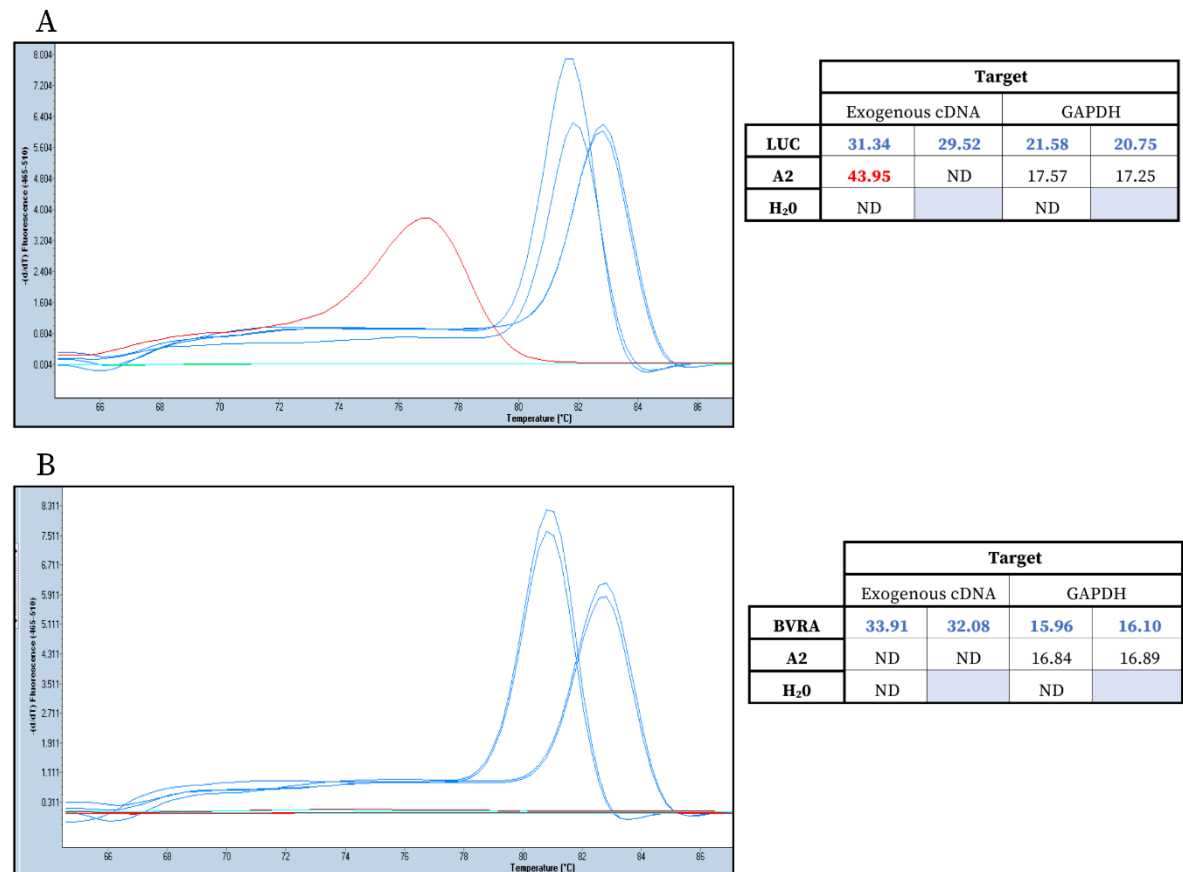 A
8.004
7.204
6.404
5.604
4.804
4.004
3.204
2.404
1.604
0.804
0.004
-(d/dT) Fluorescence (465-510)
66 68 70 72 74 76 78 80 82 84 86
Temperature (°C)
Target
Exogenous cDNA GAPDH
LUC 31.34 29.52 21.58 20.75
A2 43.95 ND 17.57 17.25
H₂0 ND ND
B
8.311
7.511
6.711
5.911
5.111
4.311
3.511
2.711
1.911
1.111
0.311
-(d/dT) Fluorescence (465-510)
66 68 70 72 74 76 78 80 82 84 86
Temperature (°C)
Target
Exogenous cDNA GAPDH
BVRA 33.91 32.08 15.96 16.10
A2 ND ND 16.84 16.89
H₂0 ND ND